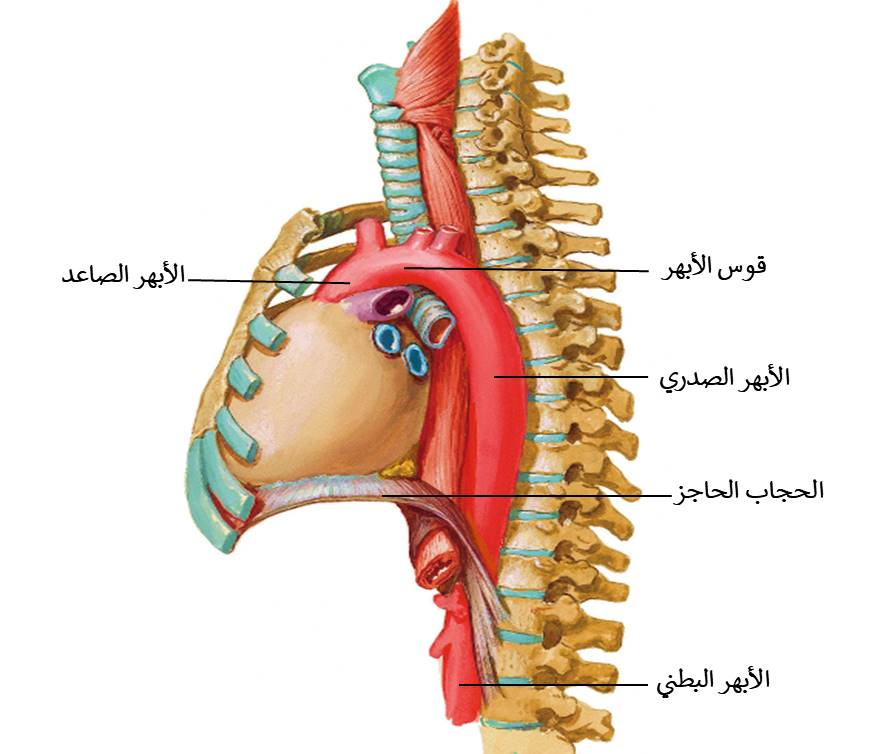 قوس الأبهر
الأبهر الصاعد
الأبهر الصدري
الحجاب الحاجز
الأبهر البطني